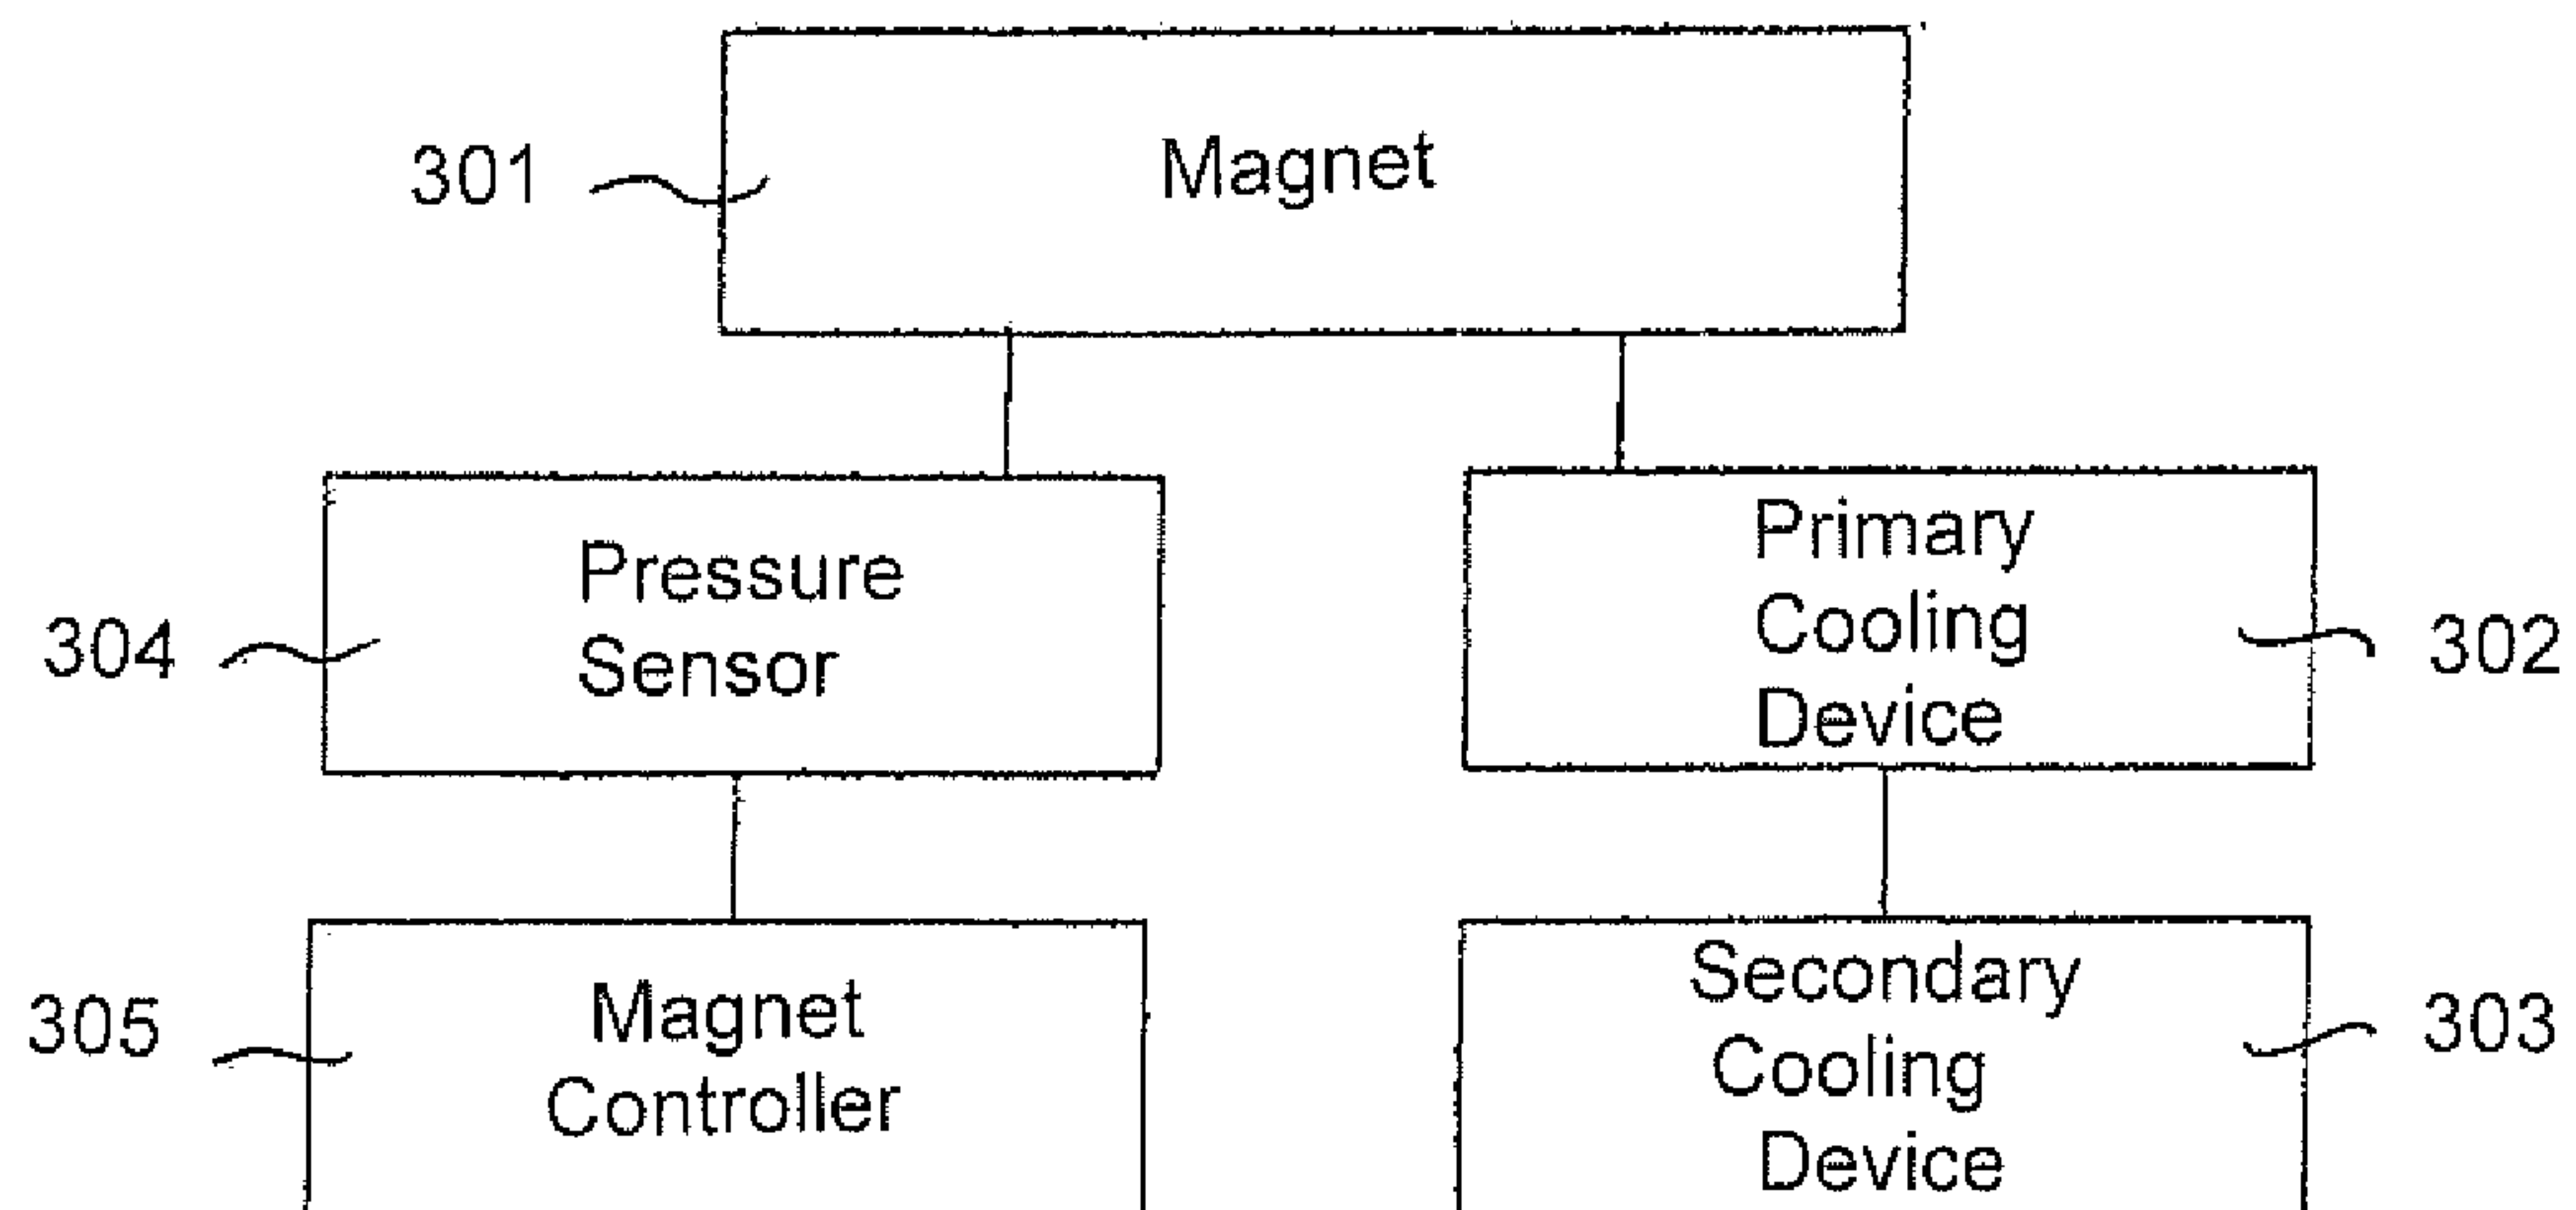 301
Magnet
304
Pressure
Sensor
Primary
Cooling
Device
302
305
Magnet
Controller
Secondary
Cooling
Device
303